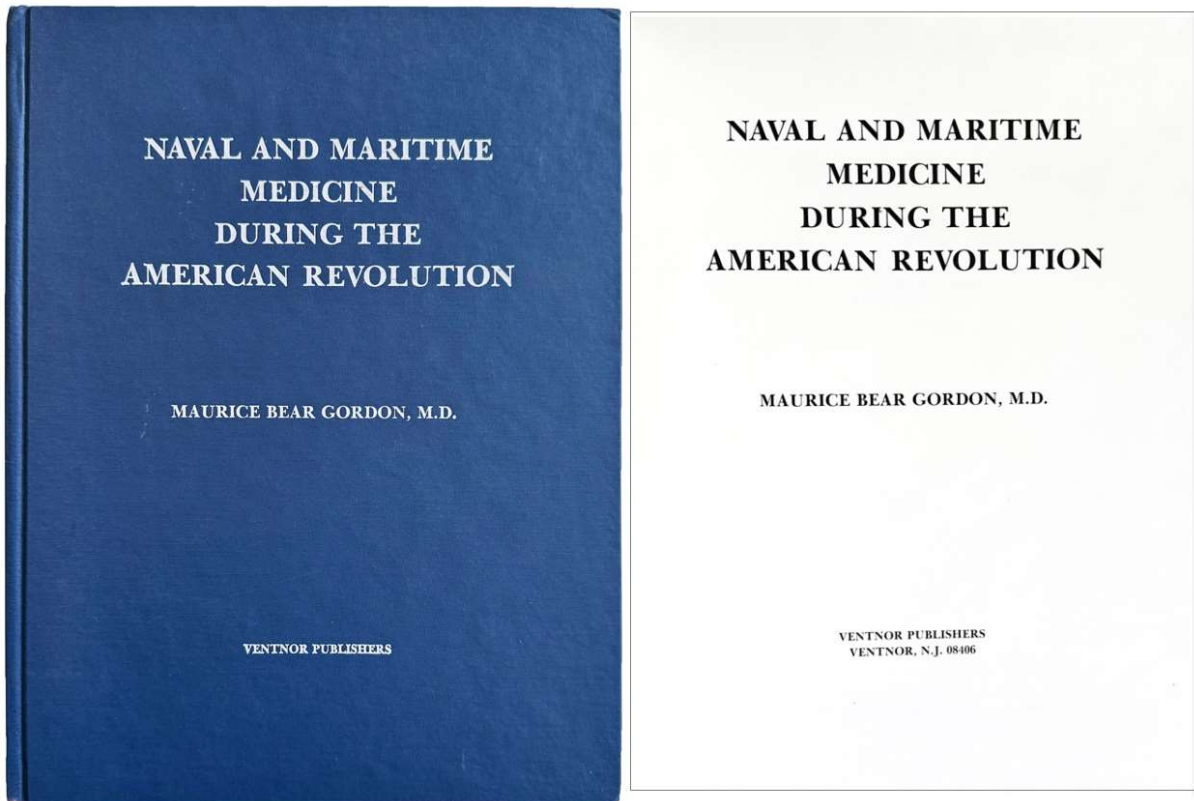 NAVAL AND MARITIME
MEDICINE
DURING THE
AMERICAN REVOLUTION
MAURICE BEAR GORDON, M.D.
VENTNOR PUBLISHERS
NAVAL AND MARITIME
MEDICINE
DURING THE
AMERICAN REVOLUTION
MAURICE BEAR GORDON, M.D.
VENTNOR PUBLISHERS
VENTNOR, N.J. 08406